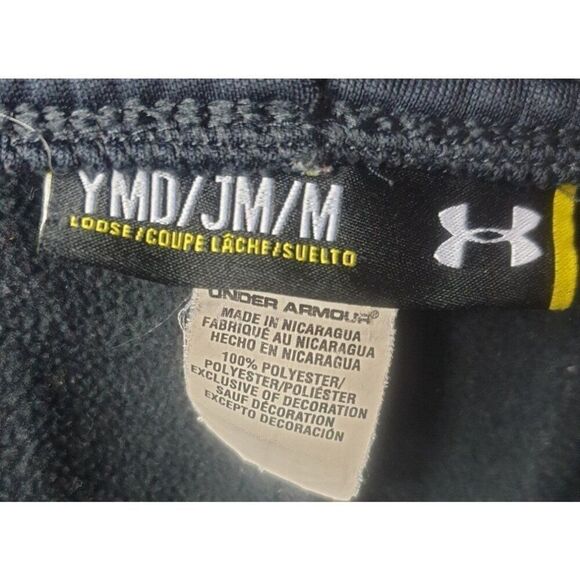 YMD/JM/M
LOOSE/COUPE LÂCHE/SUELTO
UNDER ARMOUR®
MADE IN NICARAGUA
FABRIQUÉ AU NICARAGUA
HECHO EN NICARAGUA
100% POLYESTER/
POLYESTER/POLIÉSTER
EXCLUSIVE OF DECORATION
SAUF DÉCORATION
EXCEPTO DECORACIÓN